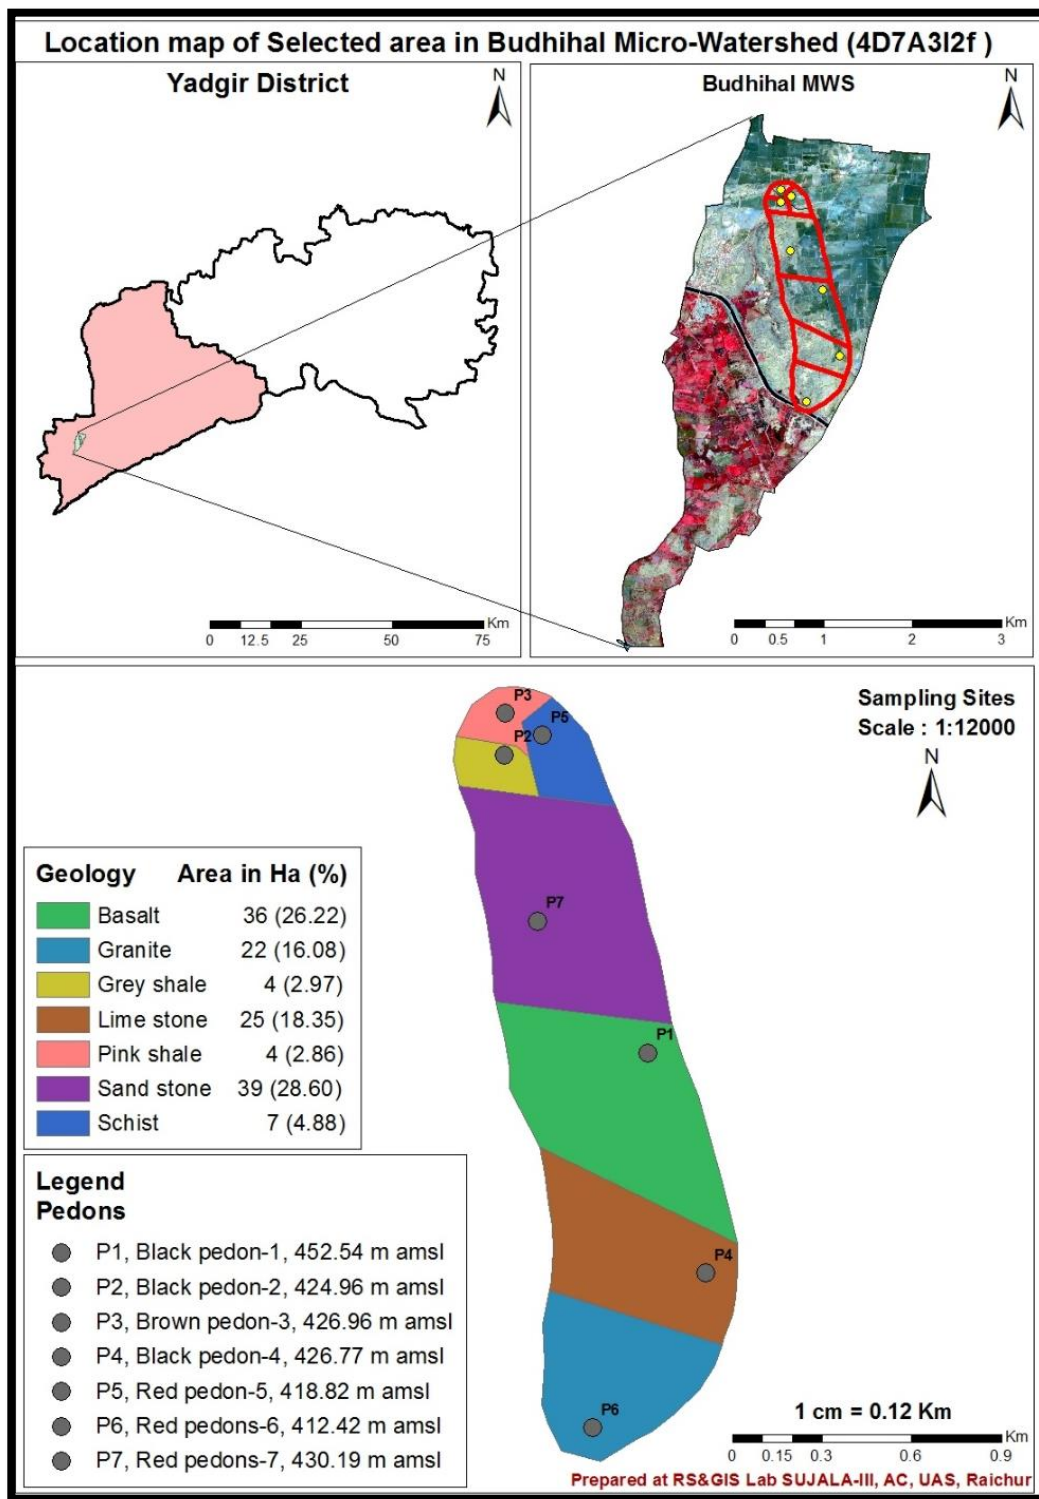 Location map of Selected area in Budhihal Micro-Watershed (4D7A3I2f )
Yadgir District
N
Km
0 12.5 25 50 75
Budhihal MWS
N
Km
0 0.5 1 2 3
Sampling Sites
Scale : 1:12000
N
P3
P5
P2
P7
P1
P4
P6
Geology Area in Ha (%)
Basalt 36 (26.22)
Granite 22 (16.08)
Grey shale 4 (2.97)
Lime stone 25 (18.35)
Pink shale 4 (2.86)
Sand stone 39 (28.60)
Schist 7 (4.88)
Legend
Pedons
P1, Black pedon-1, 452.54 m amsl
P2, Black pedon-2, 424.96 m amsl
P3, Brown pedon-3, 426.96 m amsl
P4, Black pedon-4, 426.77 m amsl
P5, Red pedon-5, 418.82 m amsl
P6, Red pedons-6, 412.42 m amsl
P7, Red pedons-7, 430.19 m amsl
1 cm = 0.12 Km
Km
0 0.15 0.3 0.6 0.9
Prepared at RS&GIS Lab SUJALA-III, AC, UAS, Raichur